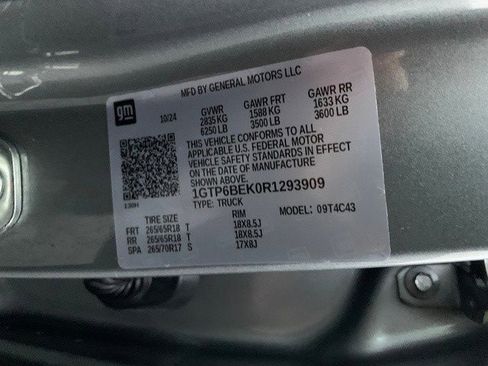 MFD BY GENERAL MOTORS LLC
gm
10/24
GVWR GAWR FRT GAWR RR
2835 KG 1588 KG 1633 KG
6250 LB 3500 LB 3600 LB
THIS VEHICLE CONFORMS TO ALL
APPLICABLE U.S. FEDERAL MOTOR
VEHICLE SAFETY STANDARDS IN EFFECT
ON THE DATE OF MANUFACTURE
SHOWN ABOVE.
1GTP6BEK0R1293909
TYPE: TRUCK MODEL: 09T4C43
TIRE SIZE RIM
FRT 265/65R18 T 18X8.5J
RR 265/65R18 T 18X8.5J
SPA 265/70R17 S 17X8J